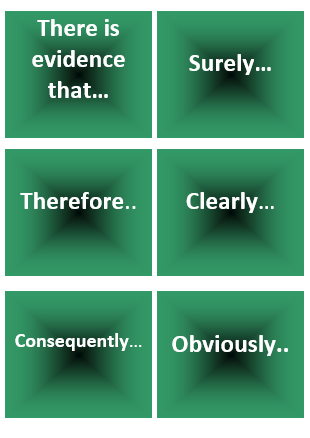 There is
evidence
that...
Surely...
Therefore..
Clearly...
Consequently...
Obviously..